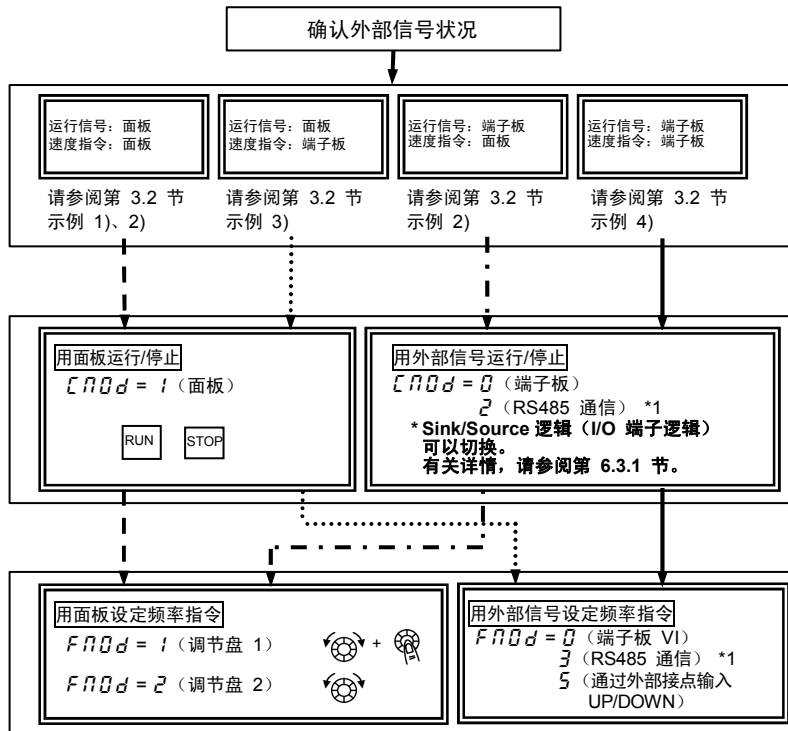 确认外部信号状况
运行信号：面板
速度指令：面板
运行信号：面板
速度指令：端子板
运行信号：端子板
速度指令：面板
运行信号：端子板
速度指令：端子板
请参阅第 3.2 节
示例 1)、2)
请参阅第 3.2 节
示例 3)
请参阅第 3.2 节
示例 2)
请参阅第 3.2 节
示例 4)
用面板运行/停止
CMOd = 1（面板）
RUN
STOP
用外部信号运行/停止
CMOd = 0（端子板）
2（RS485 通信）*1
* Sink/Source 逻辑（I/O 端子逻辑）
可以切换。
有关详情，请参阅第 6.3.1 节。
用面板设定频率指令
FMOd = 1（调节盘 1）
+
FMOd = 2（调节盘 2）
用外部信号设定频率指令
FMOd = 0（端子板 VI）
3（RS485 通信）*1
5（通过外部接点输入
UP/DOWN）